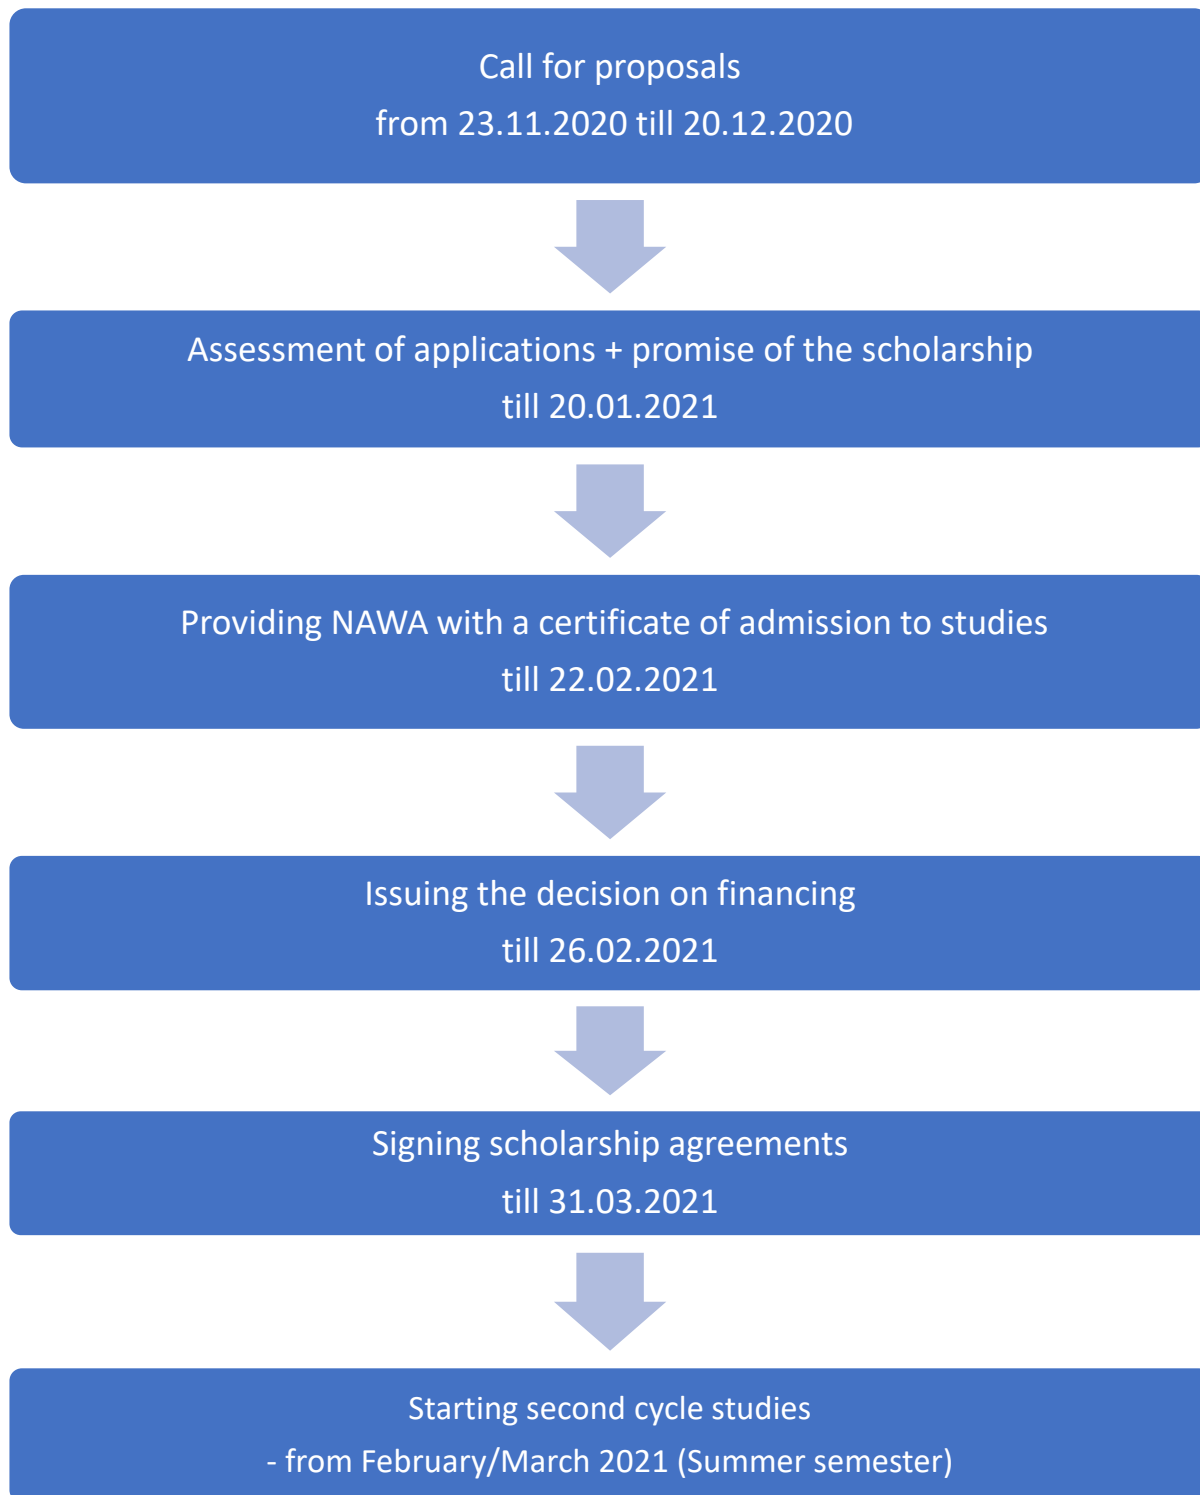 Call for proposals
from 23.11.2020 till 20.12.2020
Assessment of applications + promise of the scholarship
till 20.01.2021
Providing NAWA with a certificate of admission to studies
till 22.02.2021
Issuing the decision on financing
till 26.02.2021
Signing scholarship agreements
till 31.03.2021
Starting second cycle studies
- from February/March 2021 (Summer semester)